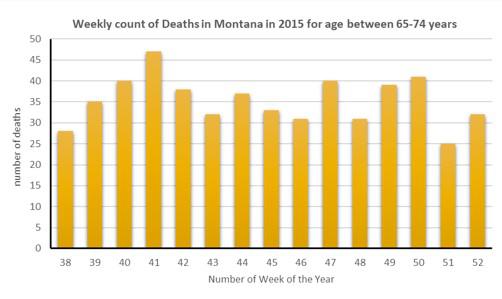 Weekly count of Deaths in Montana in 2015 for age between 65-74 years
50
45
40
35
30
25
20
15
10
5
0
number of deaths
38 39 40 41 42 43 44 45 46 47 48 49 50 51 52
Number of Week of the Year